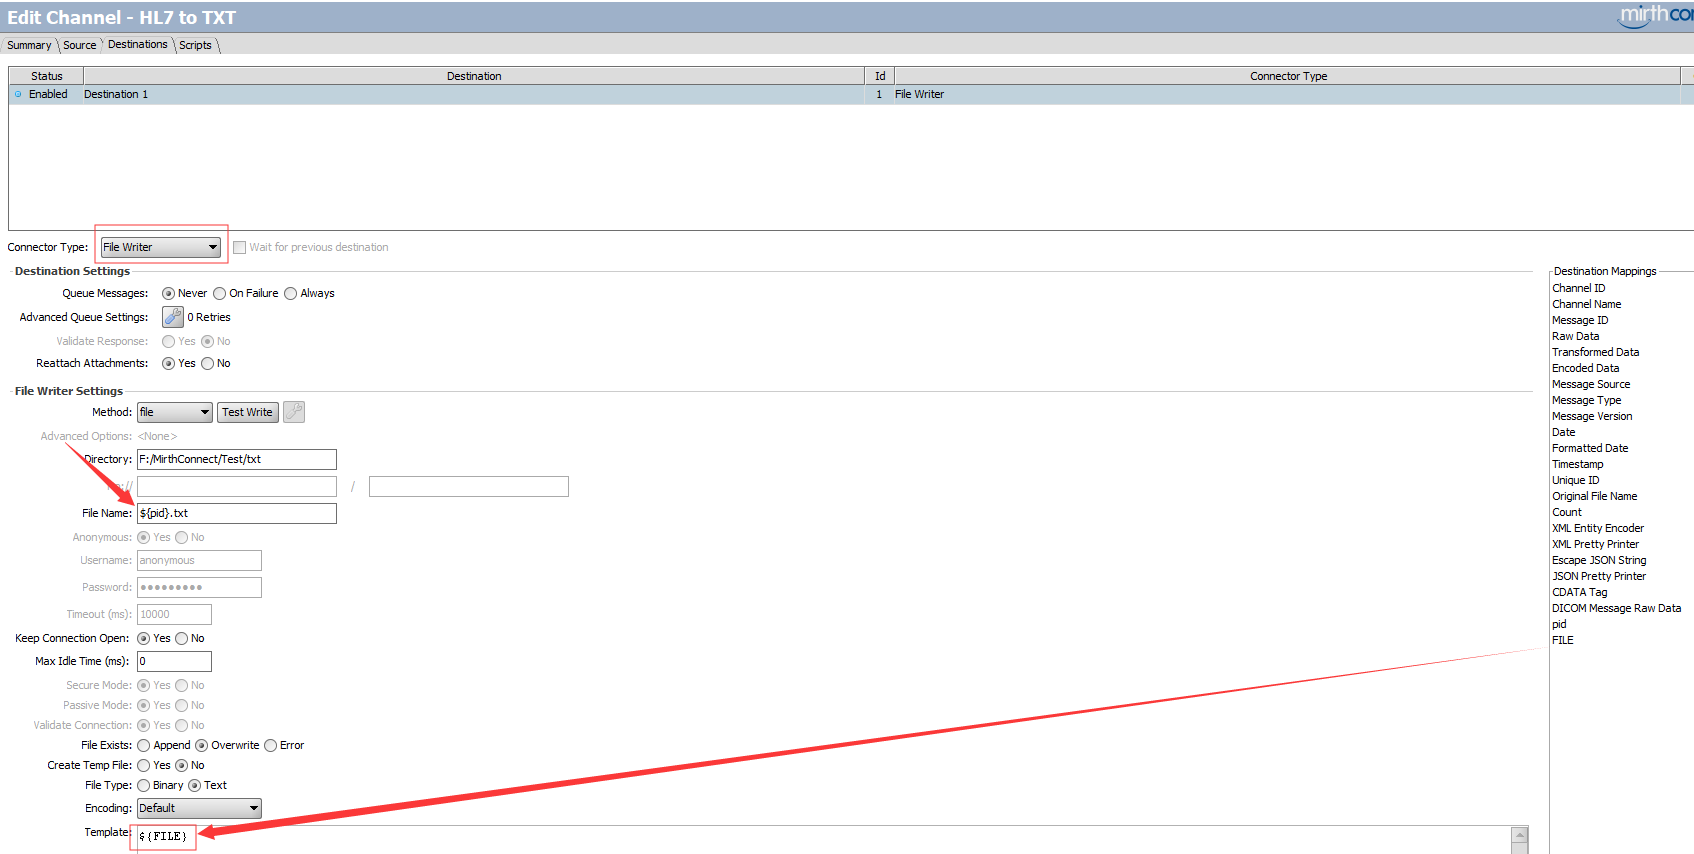 Edit Channel - HL7 to TXT
mirth
Summary Source Destinations Scripts
Status Destination Id Connector Type
Enabled Destination 1 1 File Writer
Connector Type: File Writer Wait for previous destination
Destination Settings
Queue Messages: Never On Failure Always
Advanced Queue Settings: 0 Retries
Validate Response: Yes No
Reattach Attachments: Yes No
File Writer Settings
Method: file Test Write
Advanced Options: <None>
Directory: F:/MirthConnect/Test/txt
/
File Name: ${pid}.txt
Anonymous: Yes No
Username: anonymous
Password: ●●●●●●●●●
Timeout (ms): 10000
Keep Connection Open: Yes No
Max Idle Time (ms): 0
Secure Mode: Yes No
Passive Mode: Yes No
Validate Connection: Yes No
File Exists: Append Overwrite Error
Create Temp File: Yes No
File Type: Binary Text
Encoding: Default
Template: ${FILE}
Destination Mappings
Channel ID
Channel Name
Message ID
Raw Data
Transformed Data
Encoded Data
Message Source
Message Type
Message Version
Date
Formatted Date
Timestamp
Unique ID
Original File Name
Count
XML Entity Encoder
XML Pretty Printer
Escape JSON String
JSON Pretty Printer
CDATA Tag
DICOM Message Raw Data
pid
FILE